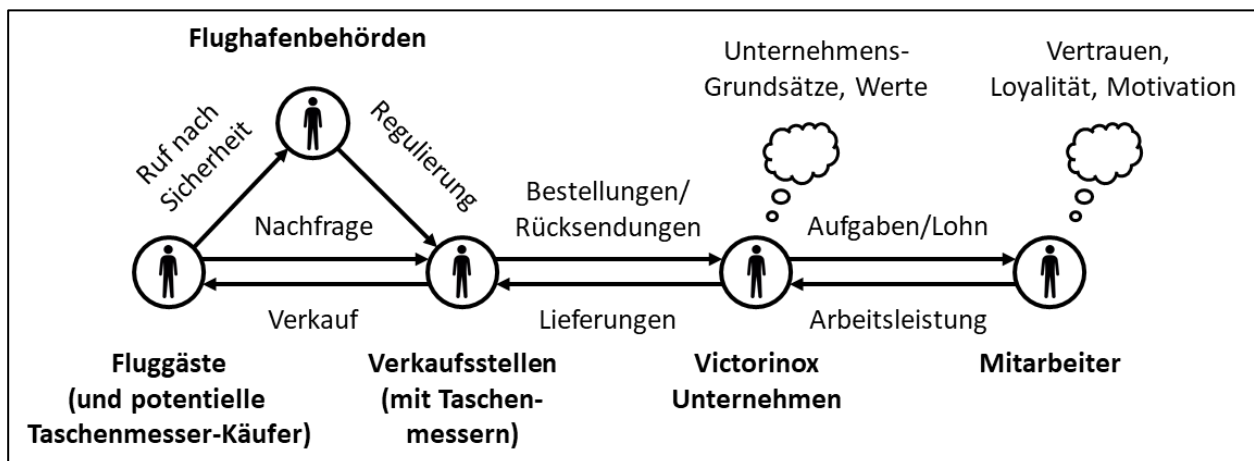 Flughafenbehörden
Unternehmens-
Grundsätze, Werte
Vertrauen,
Loyalität, Motivation
Ruf nach
Sicherheit
Regulierung
Nachfrage
Bestellungen/
Rücksendungen
Aufgaben/Lohn
Verkauf
Lieferungen
Arbeitsleistung
Fluggäste
(und potentielle
Taschenmesser-Käufer)
Verkaufsstellen
(mit Taschen-
messern)
Victorinox
Unternehmen
Mitarbeiter